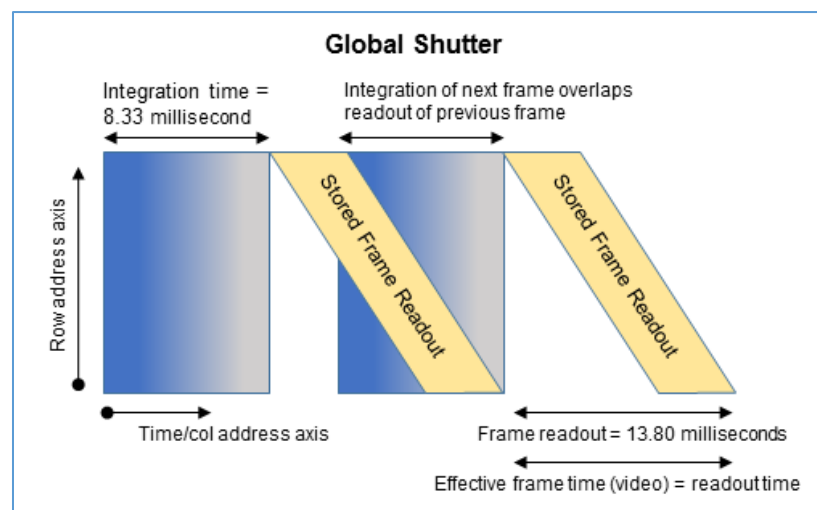 Global Shutter
Integration time =
8.33 millisecond
Integration of next frame overlaps
readout of previous frame
Row address axis
Stored Frame Readout
Stored Frame Readout
Time/col address axis
Frame readout = 13.80 milliseconds
Effective frame time (video) = readout time